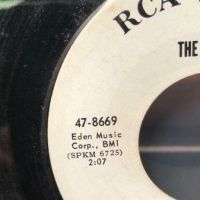 RCA
THE
47-8669
Eden Music
Corp., BMI
(SPKM 6725)
2:07